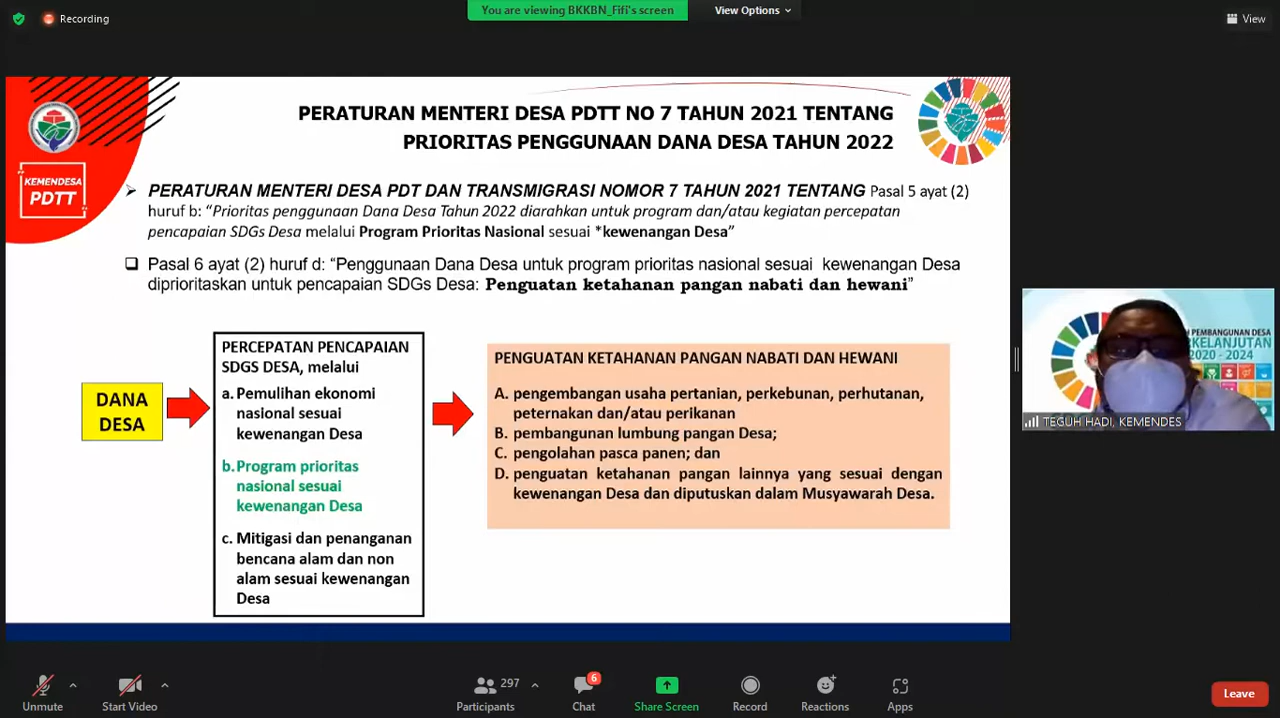 Recording
You are viewing BKKBN_Fifi's screen
View Options
View
PERATURAN MENTERI DESA PDTT NO 7 TAHUN 2021 TENTANG
PRIORITAS PENGGUNAAN DANA DESA TAHUN 2022
KEMENDESA
PDTT
➢ PERATURAN MENTERI DESA PDT DAN TRANSMIGRASI NOMOR 7 TAHUN 2021 TENTANG Pasal 5 ayat (2)
huruf b: “Prioritas penggunaan Dana Desa Tahun 2022 diarahkan untuk program dan/atau kegiatan percepatan
pencapaian SDGs Desa melalui Program Prioritas Nasional sesuai *kewenangan Desa”
❑ Pasal 6 ayat (2) huruf d: “Penggunaan Dana Desa untuk program prioritas nasional sesuai kewenangan Desa
diprioritaskan untuk pencapaian SDGs Desa: Penguatan ketahanan pangan nabati dan hewani”
DANA
DESA
PERCEPATAN PENCAPAIAN
SDGS DESA, melalui
a. Pemulihan ekonomi
nasional sesuai
kewenangan Desa
b. Program prioritas
nasional sesuai
kewenangan Desa
c. Mitigasi dan penanganan
bencana alam dan non
alam sesuai kewenangan
Desa
PENGUATAN KETAHANAN PANGAN NABATI DAN HEWANI
A. pengembangan usaha pertanian, perkebunan, perhutanan,
peternakan dan/atau perikanan
B. pembangunan lumbung pangan Desa;
C. pengolahan pasca panen; dan
D. penguatan ketahanan pangan lainnya yang sesuai dengan
kewenangan Desa dan diputuskan dalam Musyawarah Desa.
PEMBANGUNAN DESA
2020 - 2024
TEGUH HADI, KEMENDES
Unmute
Start Video
297
Participants
6
Chat
Share Screen
Record
Reactions
Apps
Leave